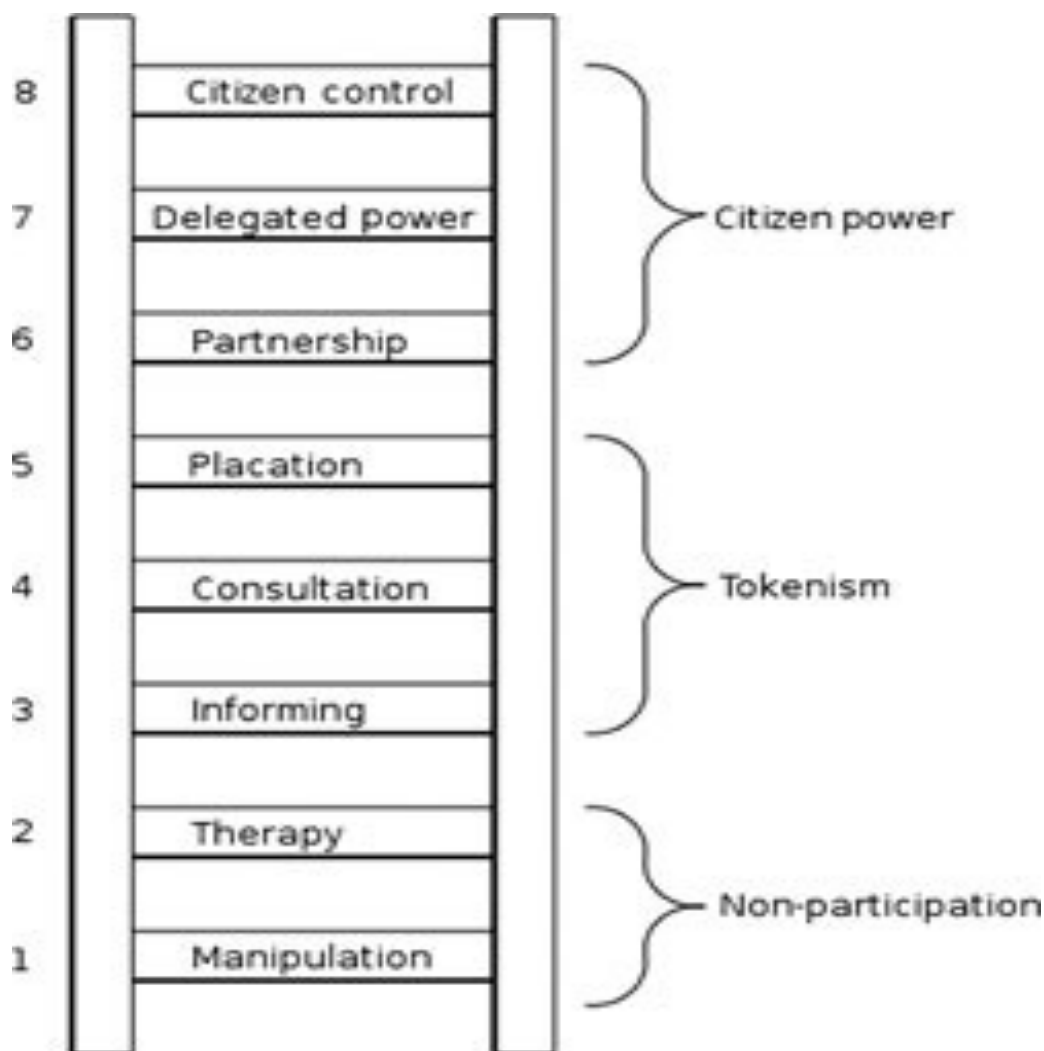 8 Citizen control
7 Delegated power
Citizen power
6 Partnership
5 Placation
4 Consultation
Tokenism
3 Informing
2 Therapy
Non-participation
1 Manipulation